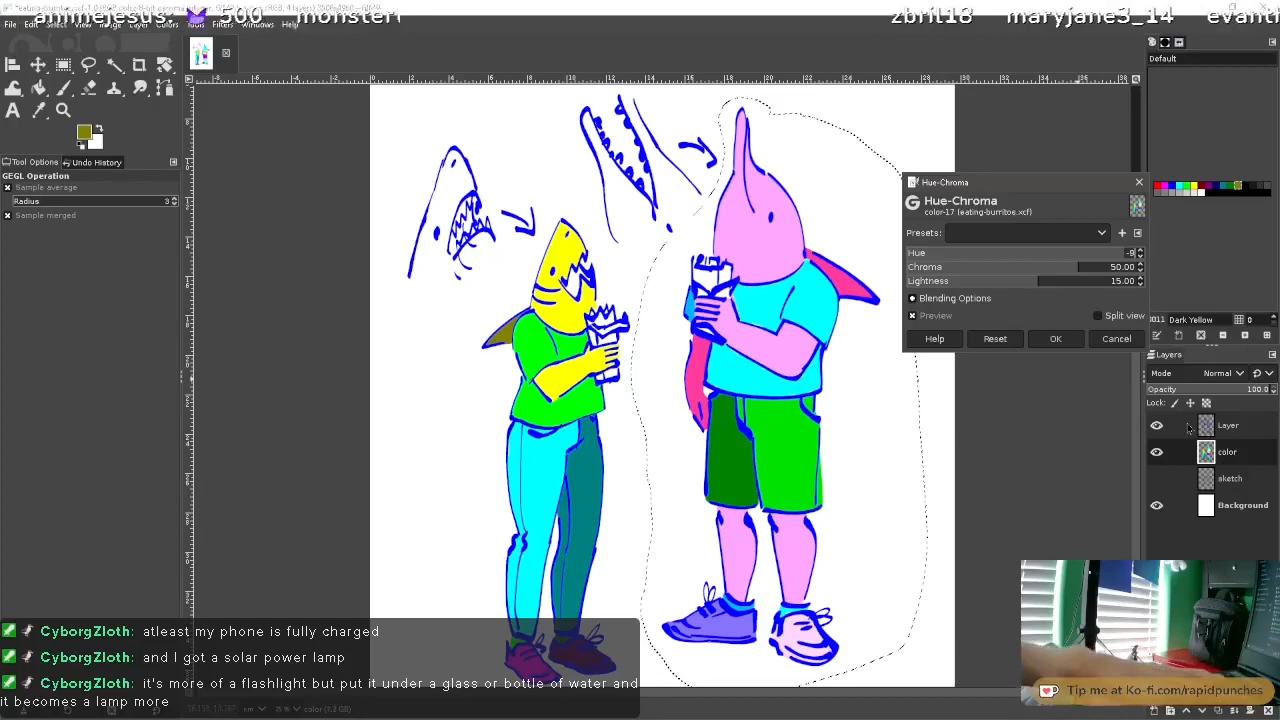 animejesus: 500 monster
zbril18 maryjane3_14 evanti
File Edit Select View Image Layer Colors Tools Filters Windows Help
Default
Tool Options Undo History
GEGL Operation
Sample average
Radius 3
Sample merged
Hue-Chroma
Hue-Chroma
color-17 (eating-burritos.xcf)
Presets:
Hue -9
Chroma 50.00
Lightness 15.00
Blending Options
Preview Split view
Help Reset OK Cancel
Dark Yellow 0
Layers
Mode Normal
Opacity 100.0
Lock:
Layer
color
sketch
Background
CyborgZloth: atleast my phone is fully charged
CyborgZloth: and I got a solar power lamp
CyborgZloth: it's more of a flashlight but put it under a glass or bottle of water and
it becomes a lamp more
Tip me at Ko-fi.com/rapidpunches